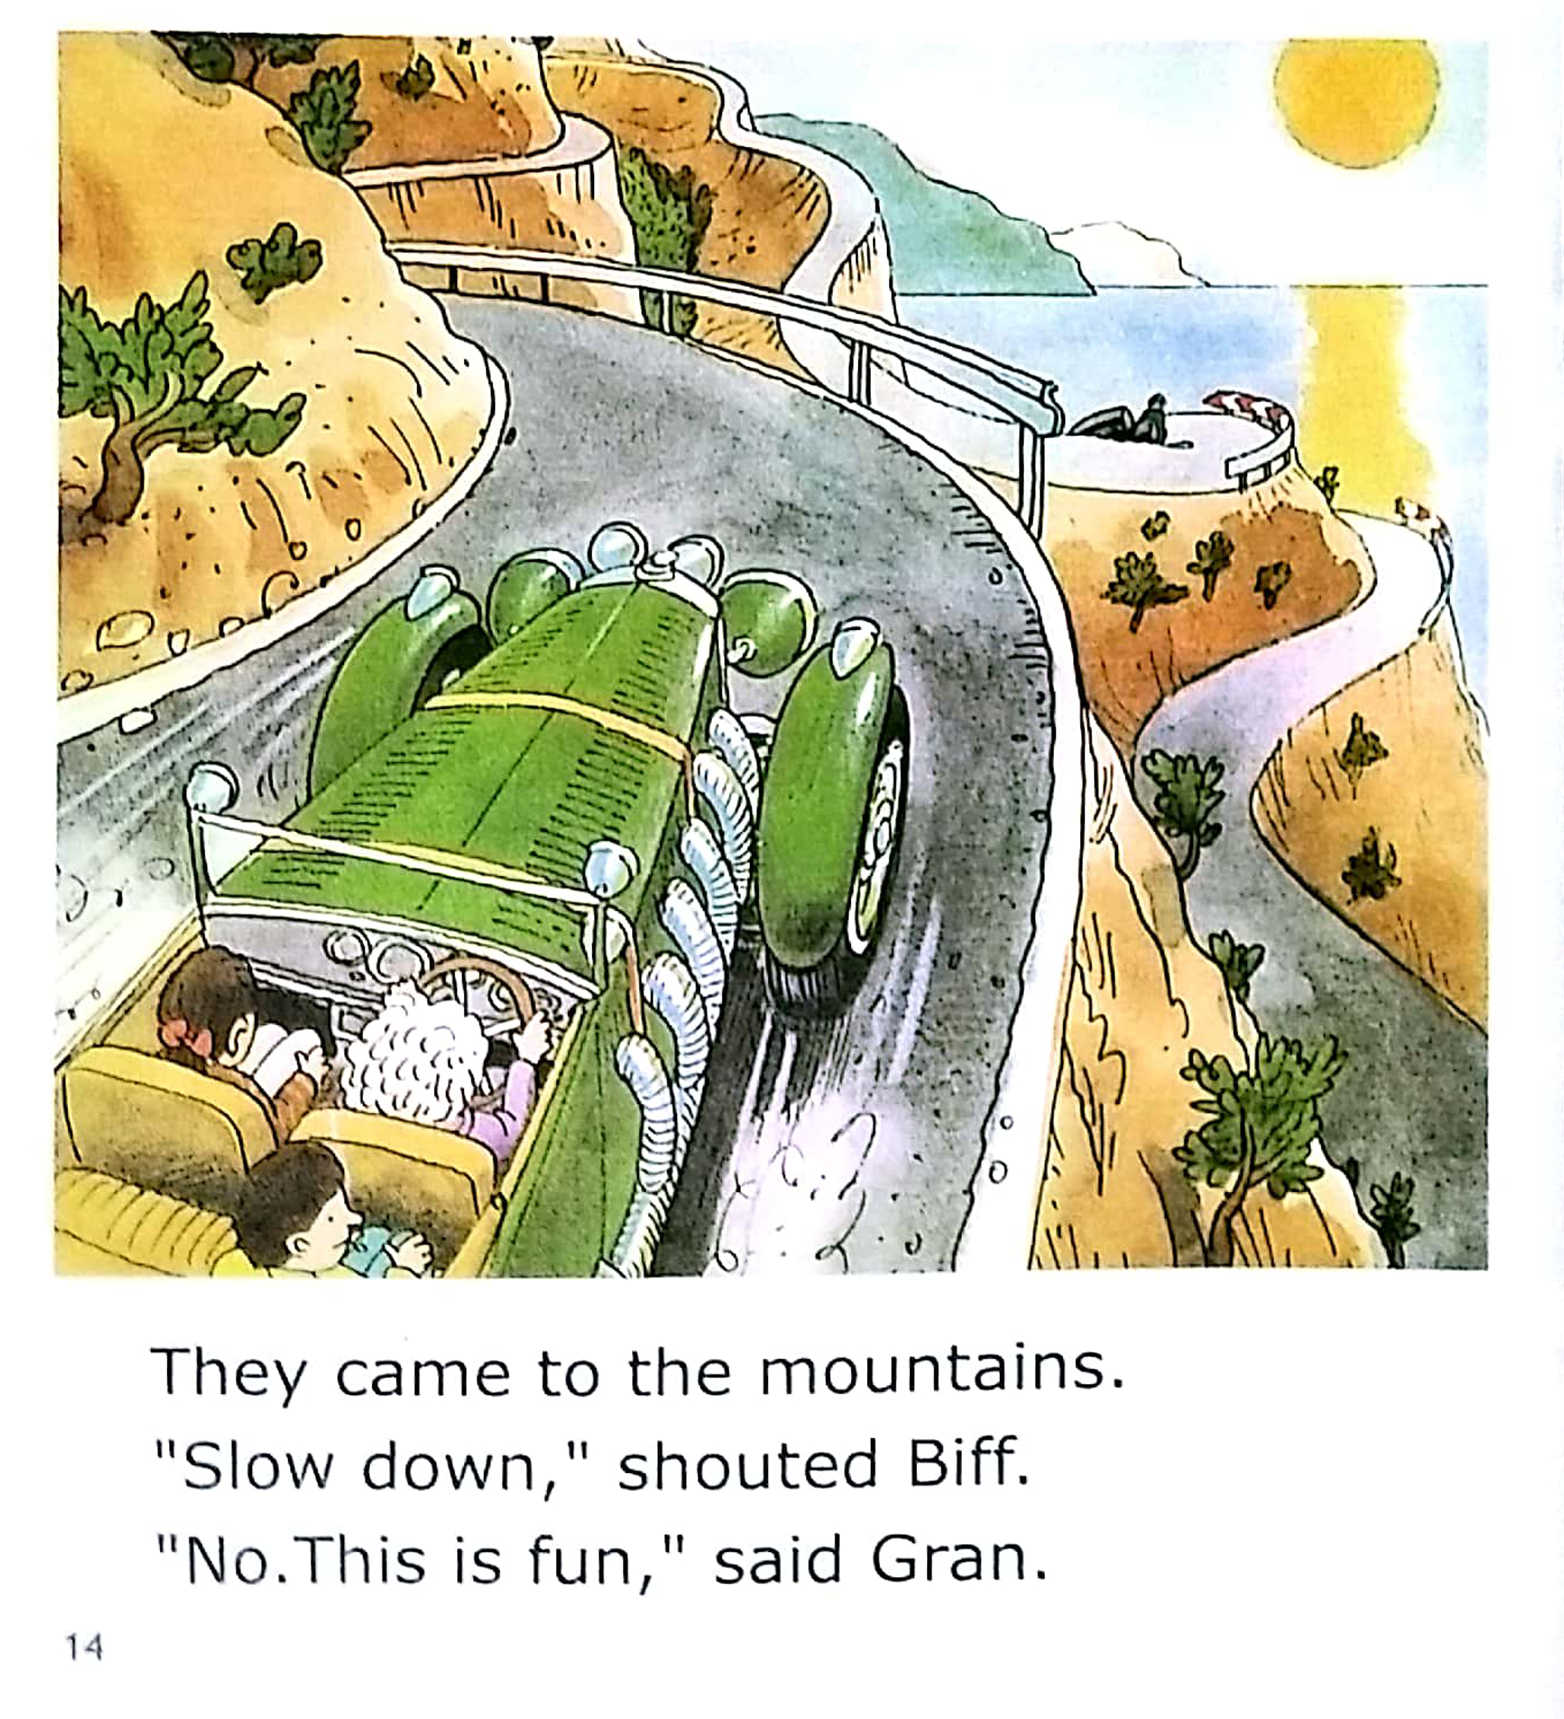 They came to the mountains.
"Slow down," shouted Biff.
"No.This is fun," said Gran.
14